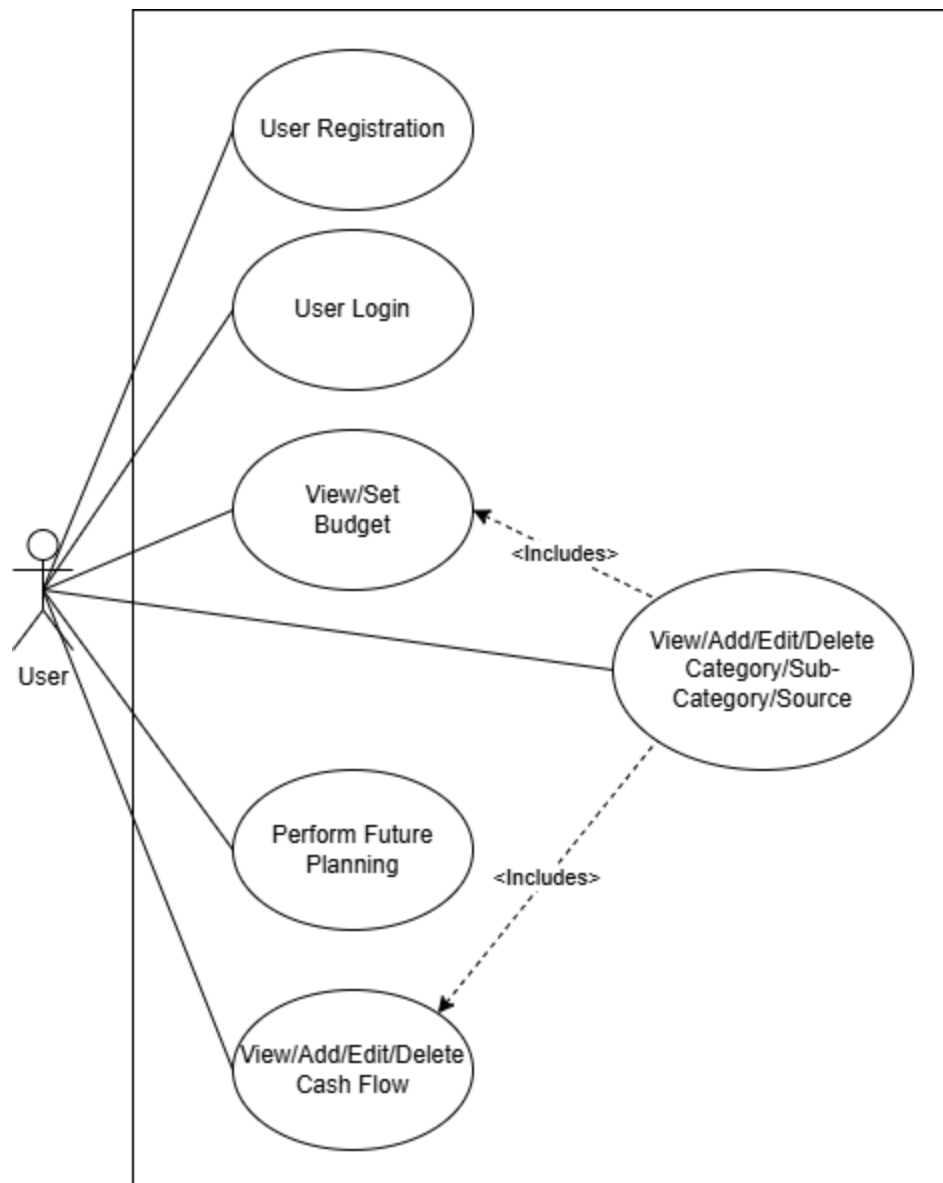 User Registration
User Login
View/Set
Budget
<Includes>
View/Add/Edit/Delete
Category/Sub-
Category/Source
User
Perform Future
Planning
<Includes>
View/Add/Edit/Delete
Cash Flow